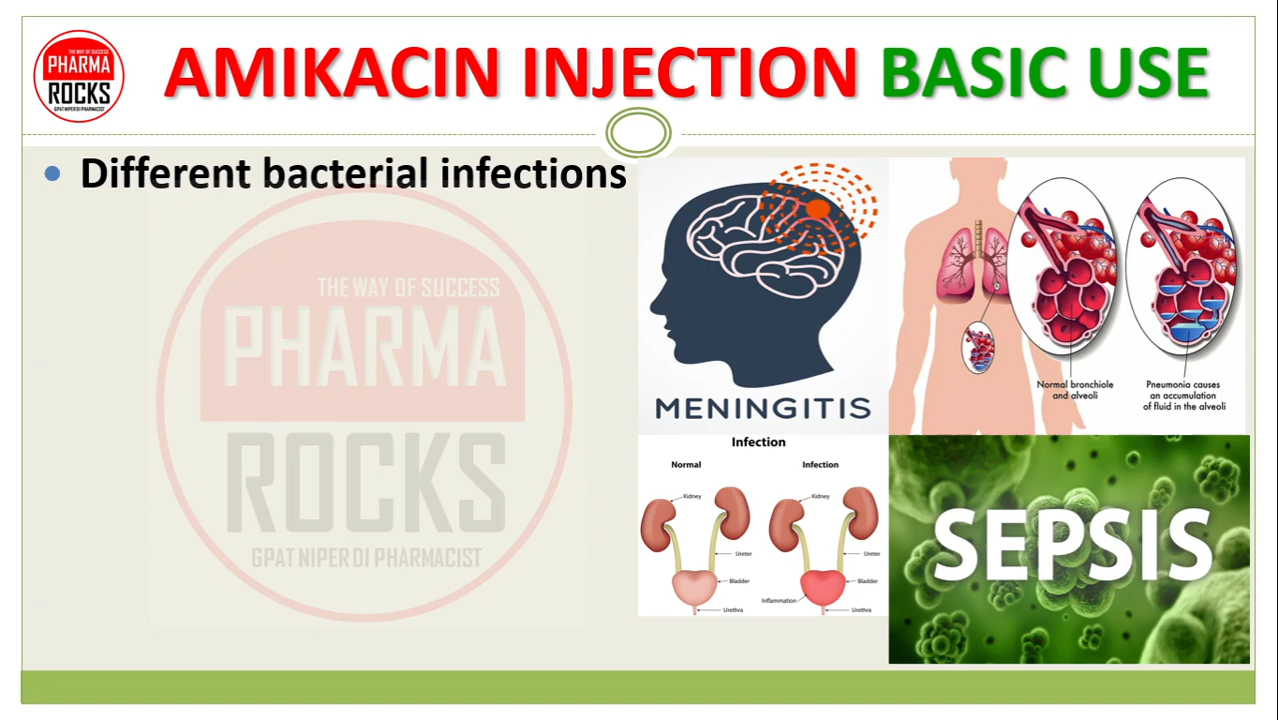 THE WAY OF SUCCESS
PHARMA
ROCKS
GPAT NIPER DI PHARMACIST
AMIKACIN INJECTION BASIC USE
• Different bacterial infections
THE WAY OF SUCCESS
PHARMA
ROCKS
GPAT NIPER DI PHARMACIST
MENINGITIS
Normal bronchiole
and alveoli
Pneumonia causes
an accumulation
of fluid in the alveoli
Infection
Normal
Kidney
Ureter
Bladder
Urethra
Infection
Kidney
Ureter
Bladder
Inflammation
Urethra
SEPSIS